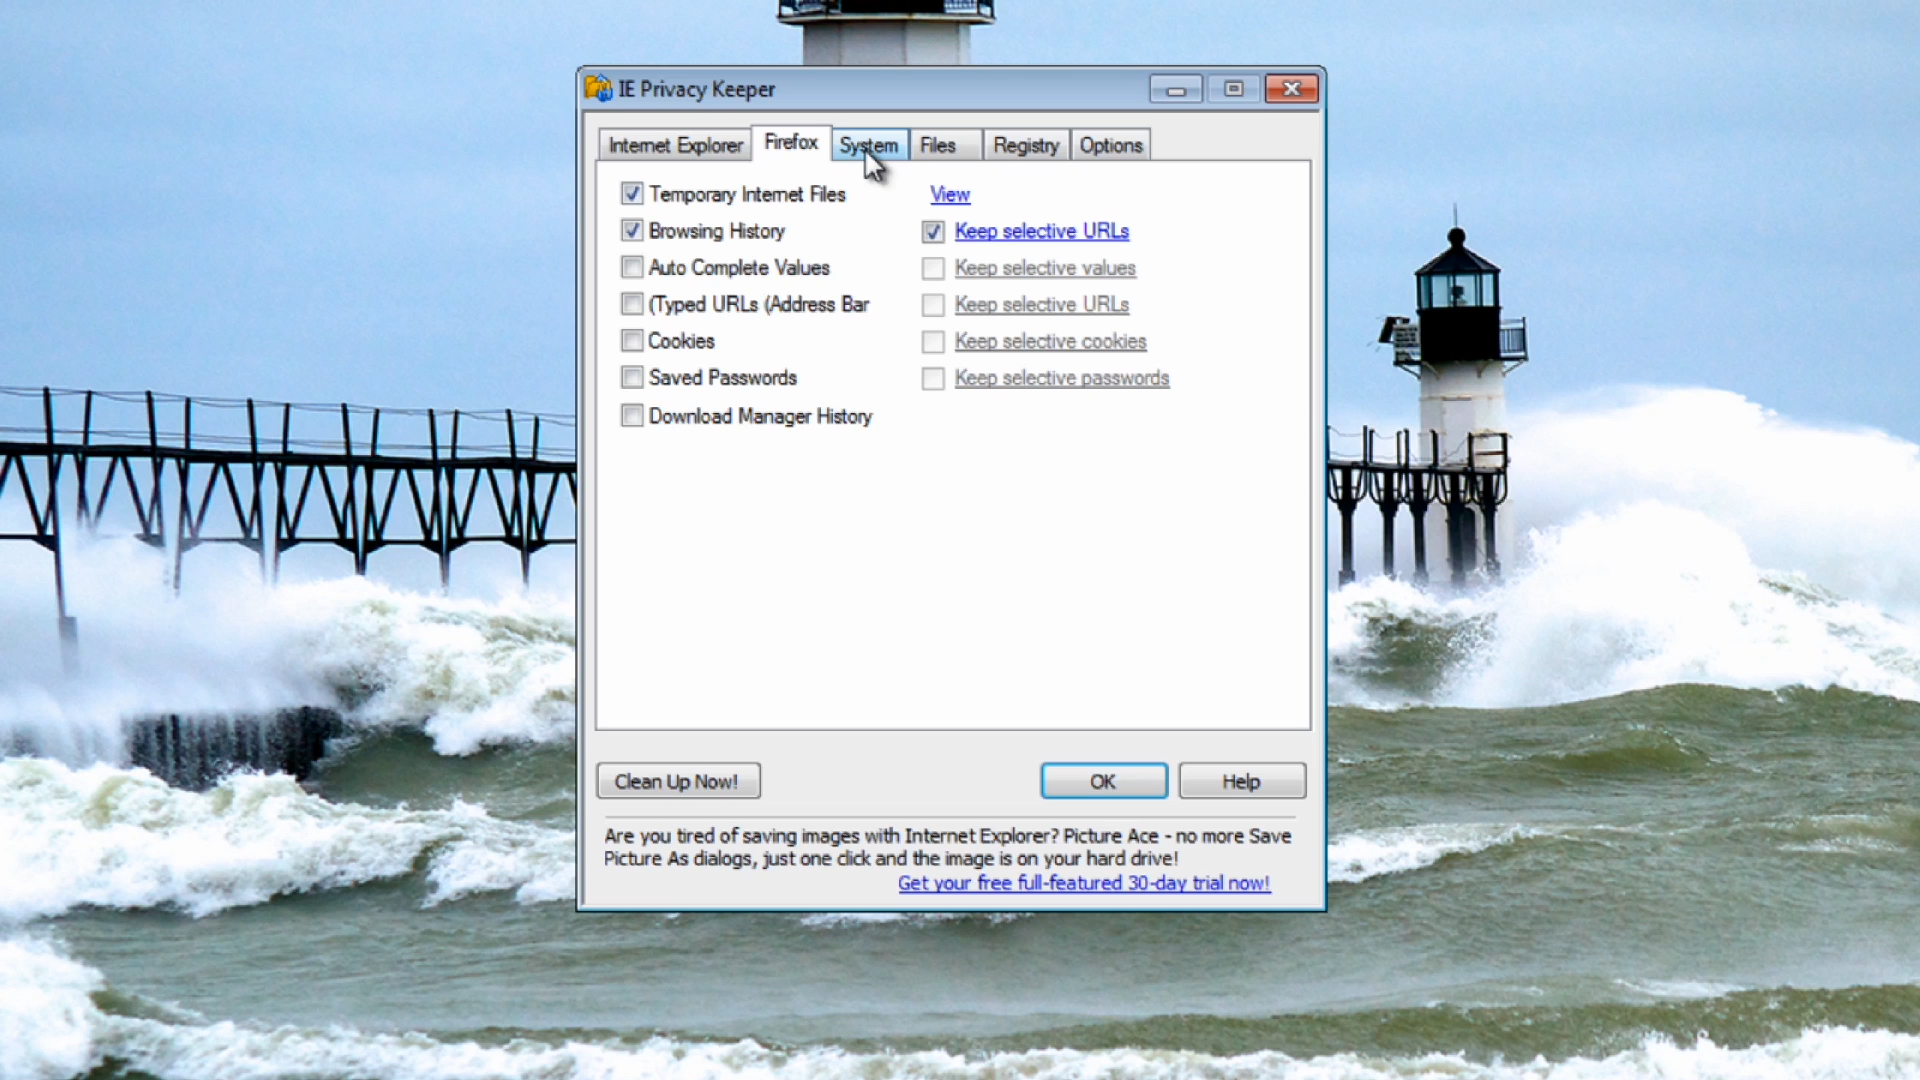 IE Privacy Keeper
Internet Explorer Firefox System Files Registry Options
Temporary Internet Files View
Browsing History Keep selective URLs
Auto Complete Values Keep selective values
(Typed URLs (Address Bar Keep selective URLs
Cookies Keep selective cookies
Saved Passwords Keep selective passwords
Download Manager History
Clean Up Now! OK Help
Are you tired of saving images with Internet Explorer? Picture Ace - no more Save
Picture As dialogs, just one click and the image is on your hard drive!
Get your free full-featured 30-day trial now!